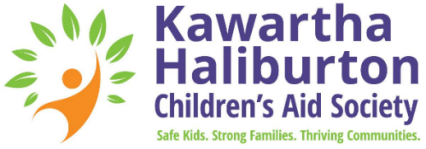 Kawartha
Haliburton
Children's Aid Society
Safe Kids. Strong Families. Thriving Communities.